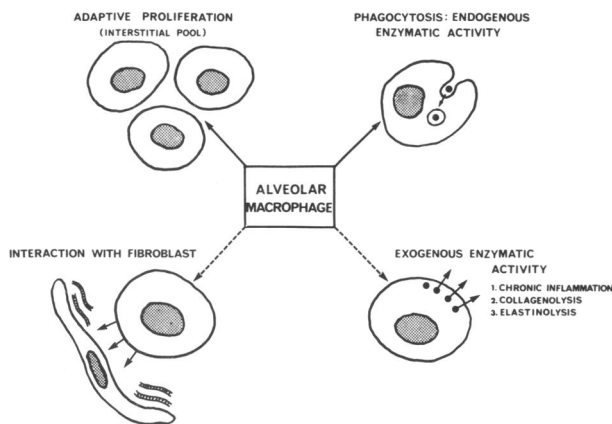 ADAPTIVE PROLIFERATION
(INTERSTITIAL POOL)
PHAGOCYTOSIS: ENDOGENOUS
ENZYMATIC ACTIVITY
ALVEOLAR
MACROPHAGE
INTERACTION WITH FIBROBLAST
EXOGENOUS ENZYMATIC
ACTIVITY
1. CHRONIC INFLAMMATION
2. COLLAGENOLYSIS
3. ELASTINOLYSIS